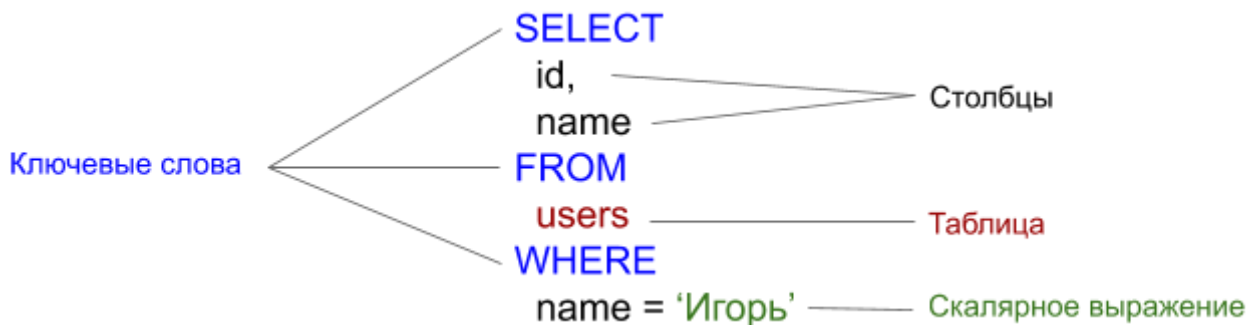 SELECT
id,
Столбцы
name
Ключевые слова
FROM
users
Таблица
WHERE
name = ‘Игорь’
Скалярное выражение